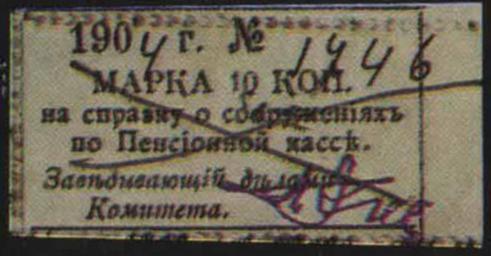 1904 г. № 1446
МАРКА 10 КОП.
на справку о сбереженіяхъ
по Пенсіонной кассѣ.
Завѣдывающій дѣлами
Комитета.